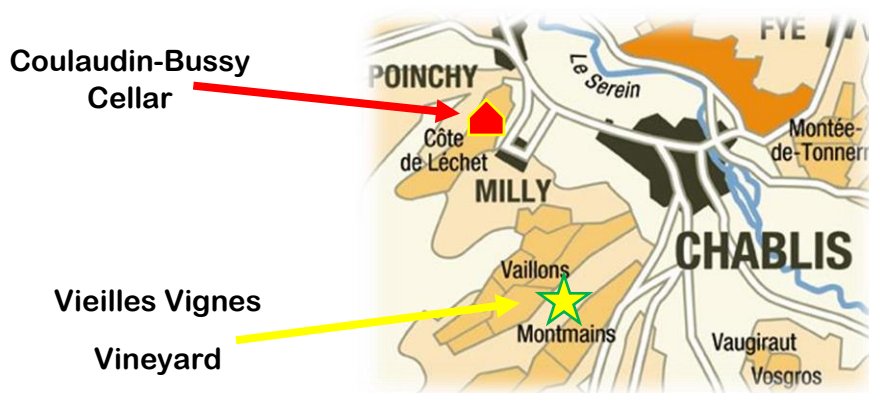 Coulaudin-Bussy
Cellar
Vieilles Vignes
Vineyard
FYÉ
POINCHY
Le Serein
Côte
de Léchet
MILLY
Montée-
de-Tonnerr
CHABLIS
Vaillons
Montmains
Vaugiraut
Vosgros